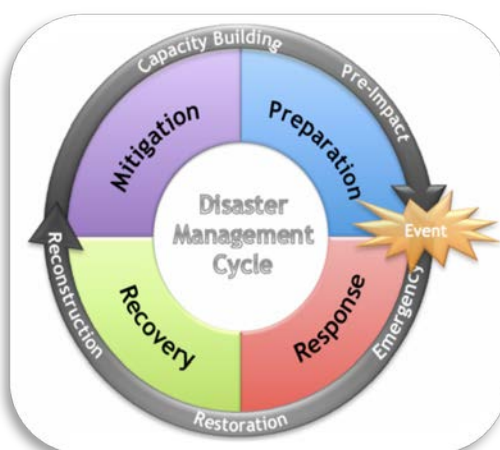 Capacity Building
Pre-Impact
Mitigation
Preparation
Disaster
Management
Cycle
Event
Reconstruction
Recovery
Response
Emergency
Restoration